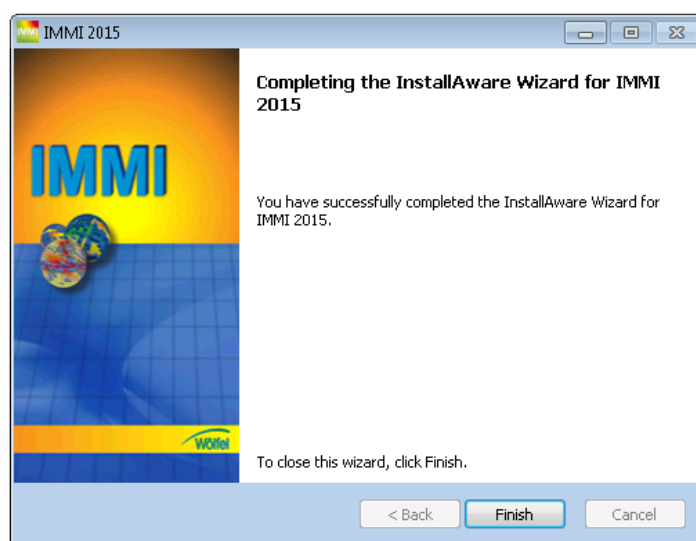 IMMI IMMI 2015
Completing the InstallAware Wizard for IMMI
2015
IMMI
You have successfully completed the InstallAware Wizard for
IMMI 2015.
Wölfel
To close this wizard, click Finish.
< Back Finish Cancel